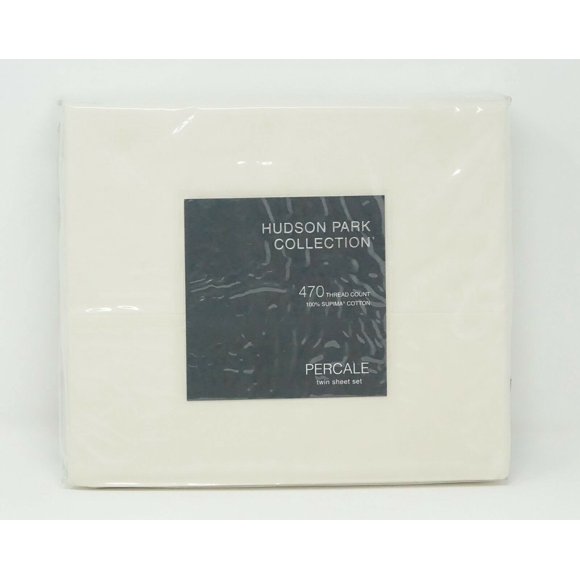 HUDSON PARK
COLLECTION
470 THREAD COUNT
100% SUPIMA® COTTON
PERCALE
twin sheet set